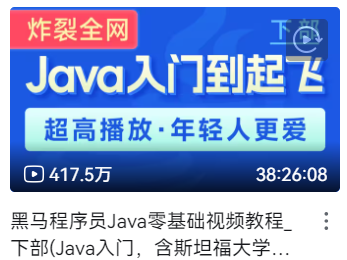 炸裂全网
下部
Java入门到起飞
超高播放·年轻人更爱
417.5万
38:26:08
黑马程序员Java零基础视频教程_
下部(Java入门，含斯坦福大学...